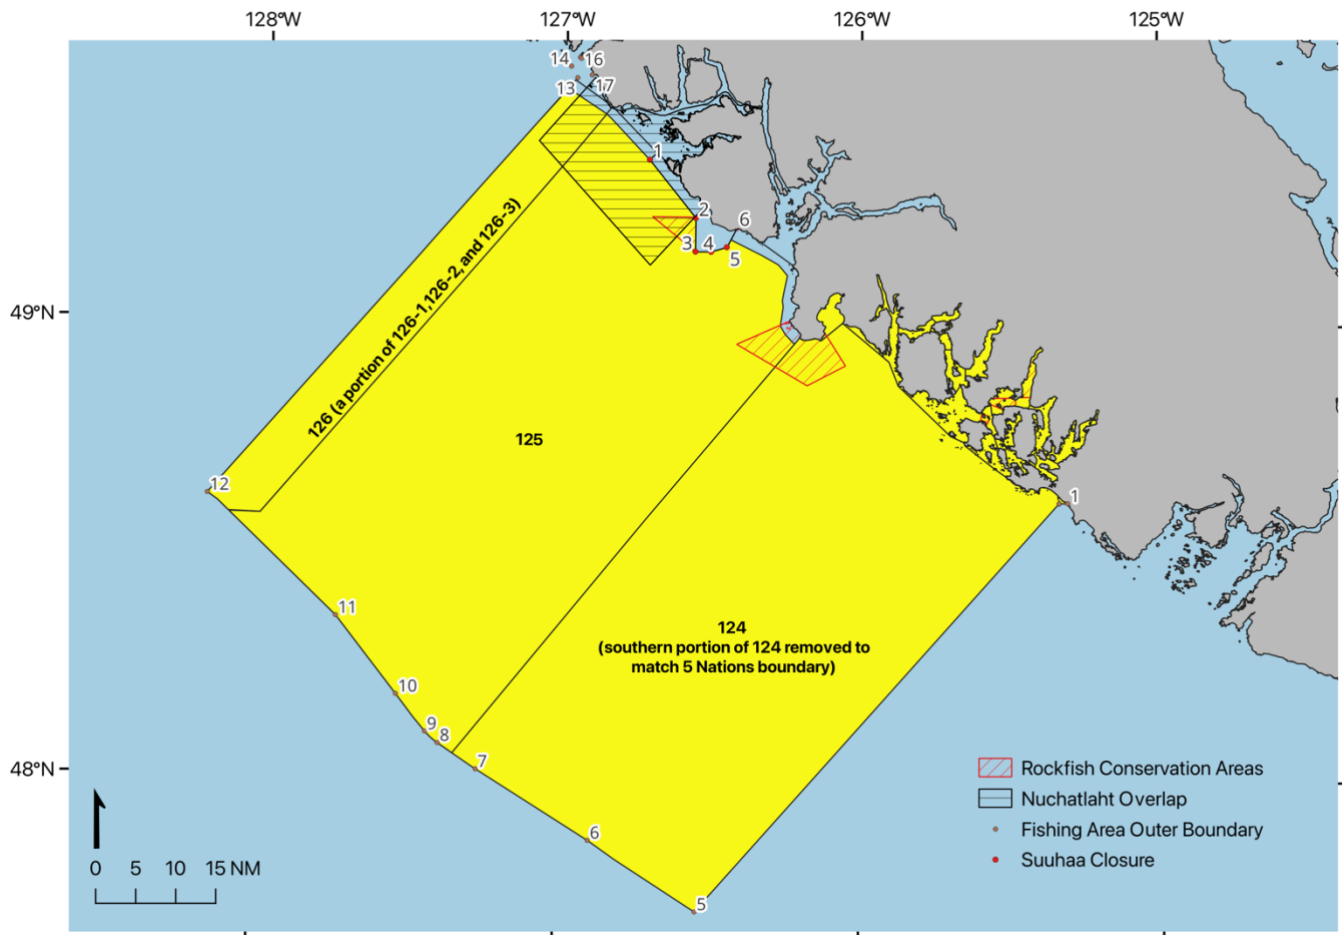 128°W
127°W
126°W
125°W
14
16
13
17
1
2
3
4
5
6
49°N
126 (a portion of 126-1,126-2, and 126-3)
125
12
1
11
124
(southern portion of 124 removed to
match 5 Nations boundary)
10
9
8
7
48°N
6
5
Rockfish Conservation Areas
Nuchatlaht Overlap
Fishing Area Outer Boundary
Suuhaa Closure
0 5 10 15 NM